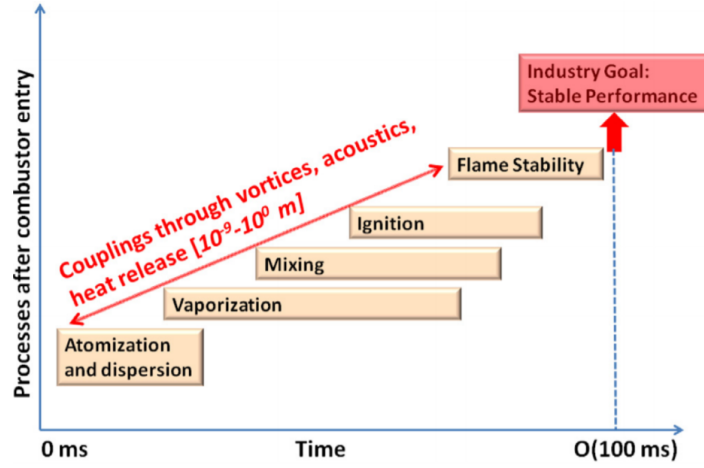 Processes after combustor entry
Industry Goal:
Stable Performance
Couplings through vortices, acoustics,
heat release [10⁻⁹-10⁰ m]
Flame Stability
Ignition
Mixing
Vaporization
Atomization
and dispersion
0 ms
Time
O(100 ms)